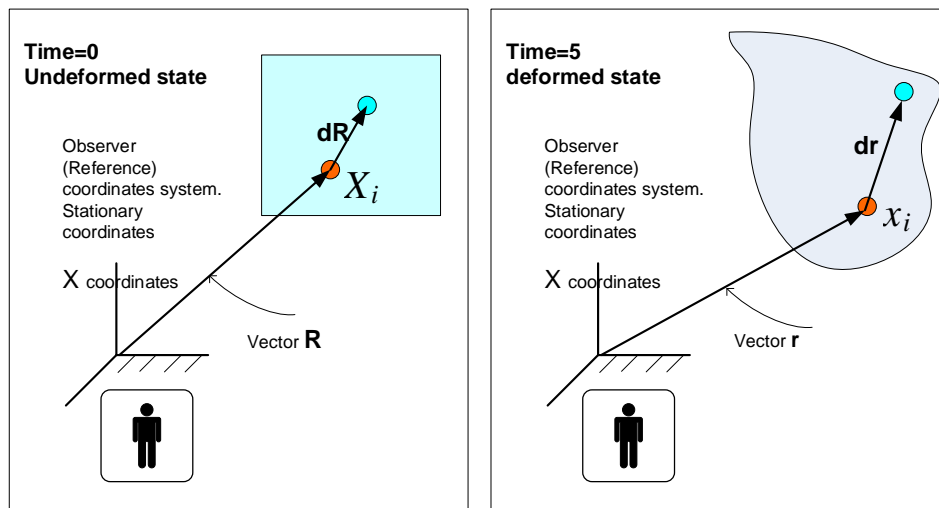 Time=0
Undeformed state
Observer
(Reference)
coordinates system.
Stationary
coordinates
X coordinates
dR
X_i
Vector R
Time=5
deformed state
Observer
(Reference)
coordinates system.
Stationary
coordinates
X coordinates
dr
x_i
Vector r